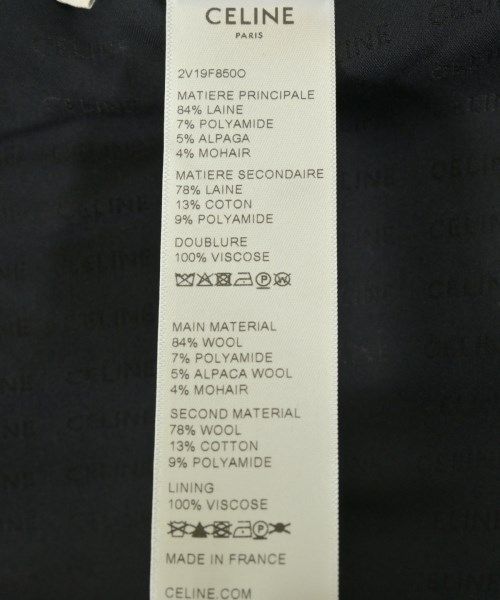 CELINE
PARIS
2V19F850O
MATIERE PRINCIPALE
84% LAINE
7% POLYAMIDE
5% ALPAGA
4% MOHAIR
MATIERE SECONDAIRE
78% LAINE
13% COTON
9% POLYAMIDE
DOUBLURE
100% VISCOSE
MAIN MATERIAL
84% WOOL
7% POLYAMIDE
5% ALPACA WOOL
4% MOHAIR
SECOND MATERIAL
78% WOOL
13% COTTON
9% POLYAMIDE
LINING
100% VISCOSE
MADE IN FRANCE
CELINE.COM